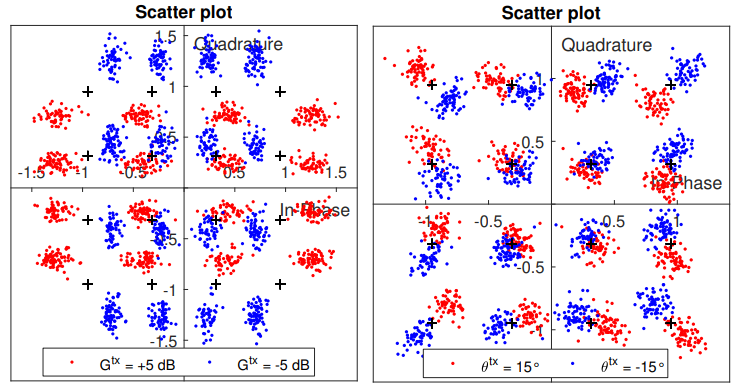 Scatter plot
1.5
Quadrature
1
0.5
-1.5
-1
-0.5
0.5
1
1.5
In-Phase
-0.5
-1
-1.5
G^tx = +5 dB
G^tx = -5 dB
Scatter plot
Quadrature
0.5
In-Phase
-1
-0.5
0.5
1
-0.5
-1
θ^tx = 15°
θ^tx = -15°